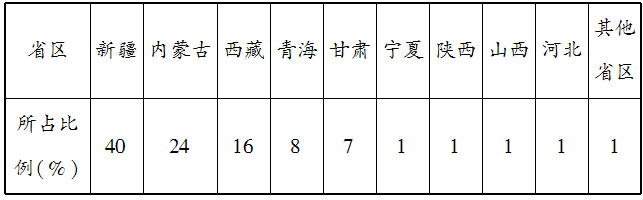 省区 新疆 内蒙古 西藏 青海 甘肃 宁夏 陕西 山西 河北 其他省区
所占比例(%) 40 24 16 8 7 1 1 1 1 1